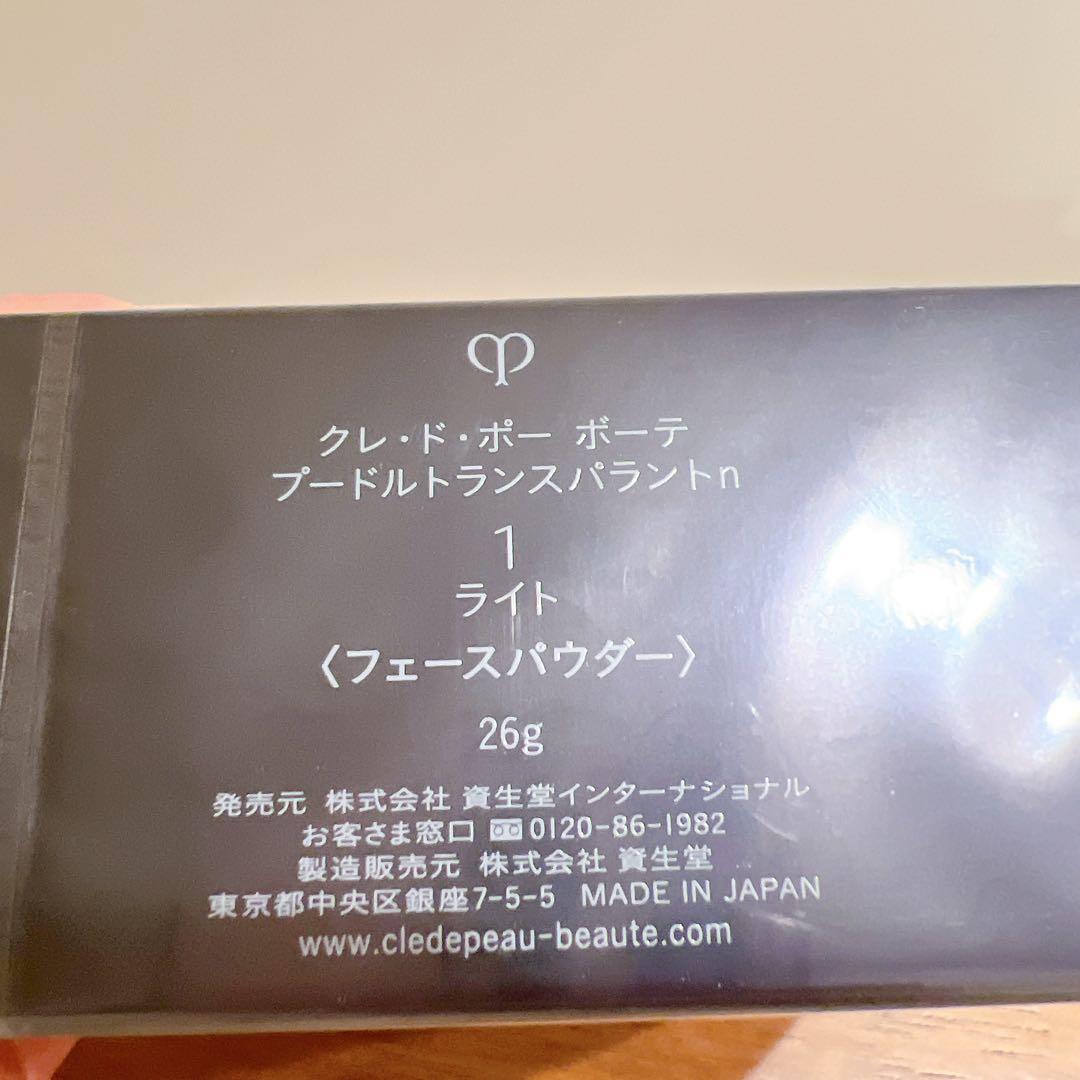 クレ・ド・ポー ボーテ
プードルトランスパラントn
1
ライト
〈フェースパウダー〉
26g
発売元 株式会社 資生堂インターナショナル
お客さま窓口 0120-86-1982
製造販売元 株式会社 資生堂
東京都中央区銀座7-5-5 MADE IN JAPAN
www.cledepeau-beaute.com